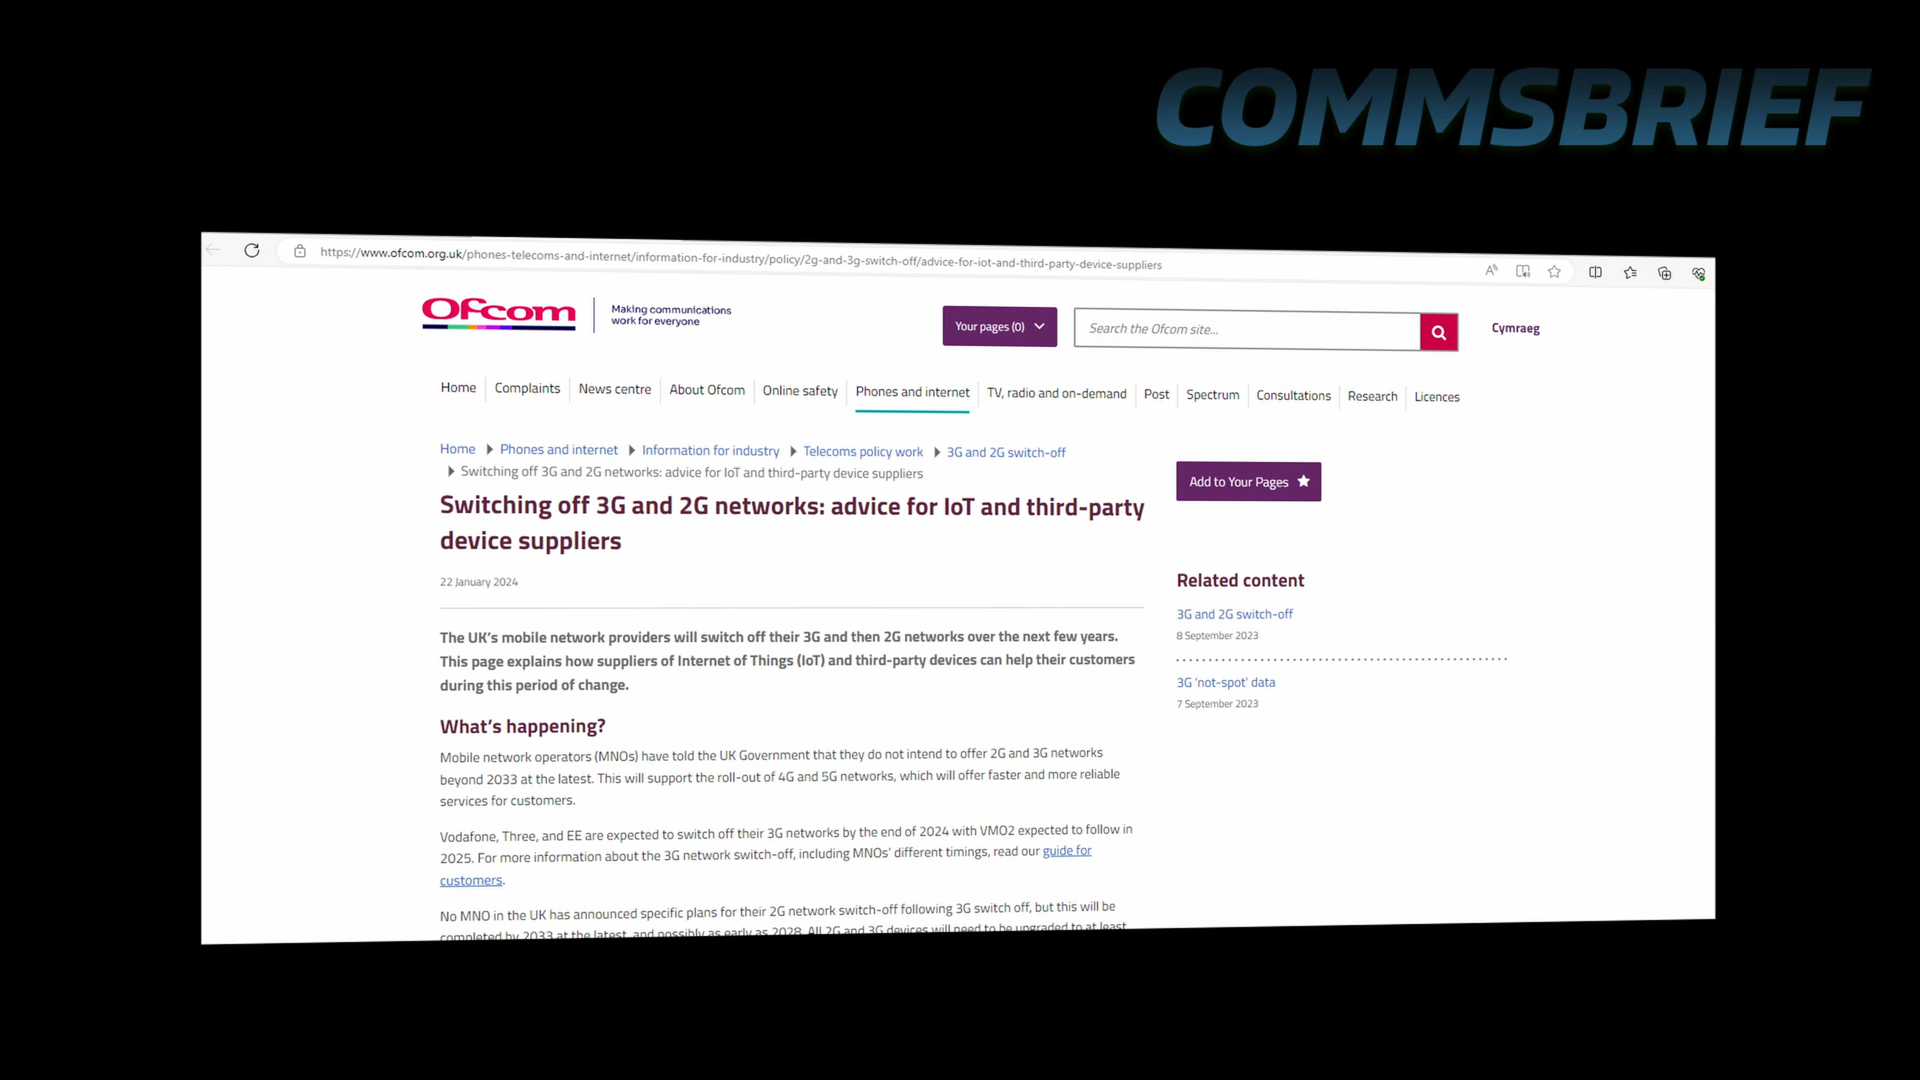 COMMSBRIEF
https://www.ofcom.org.uk/phones-telecoms-and-internet/information-for-industry/policy/2g-and-3g-switch-off/advice-for-iot-and-third-party-device-suppliers
Ofcom
Making communications
work for everyone
Your pages (0)
Search the Ofcom site...
Cymraeg
Home
Complaints
News centre
About Ofcom
Online safety
Phones and internet
TV, radio and on-demand
Post
Spectrum
Consultations
Research
Licences
Home
Phones and internet
Information for industry
Telecoms policy work
3G and 2G switch-off
Switching off 3G and 2G networks: advice for IoT and third-party device suppliers
Switching off 3G and 2G networks: advice for IoT and third-party
device suppliers
22 January 2024
The UK's mobile network providers will switch off their 3G and then 2G networks over the next few years.
This page explains how suppliers of Internet of Things (IoT) and third-party devices can help their customers
during this period of change.
What's happening?
Mobile network operators (MNOs) have told the UK Government that they do not intend to offer 2G and 3G networks
beyond 2033 at the latest. This will support the roll-out of 4G and 5G networks, which will offer faster and more reliable
services for customers.
Vodafone, Three, and EE are expected to switch off their 3G networks by the end of 2024 with VMO2 expected to follow in
2025. For more information about the 3G network switch-off, including MNOs' different timings, read our guide for
customers.
No MNO in the UK has announced specific plans for their 2G network switch-off following 3G switch off, but this will be
completed by 2033 at the latest, and possibly as early as 2028. All 2G and 3G devices will need to be upgraded to at least
Add to Your Pages
Related content
3G and 2G switch-off
8 September 2023
3G 'not-spot' data
7 September 2023